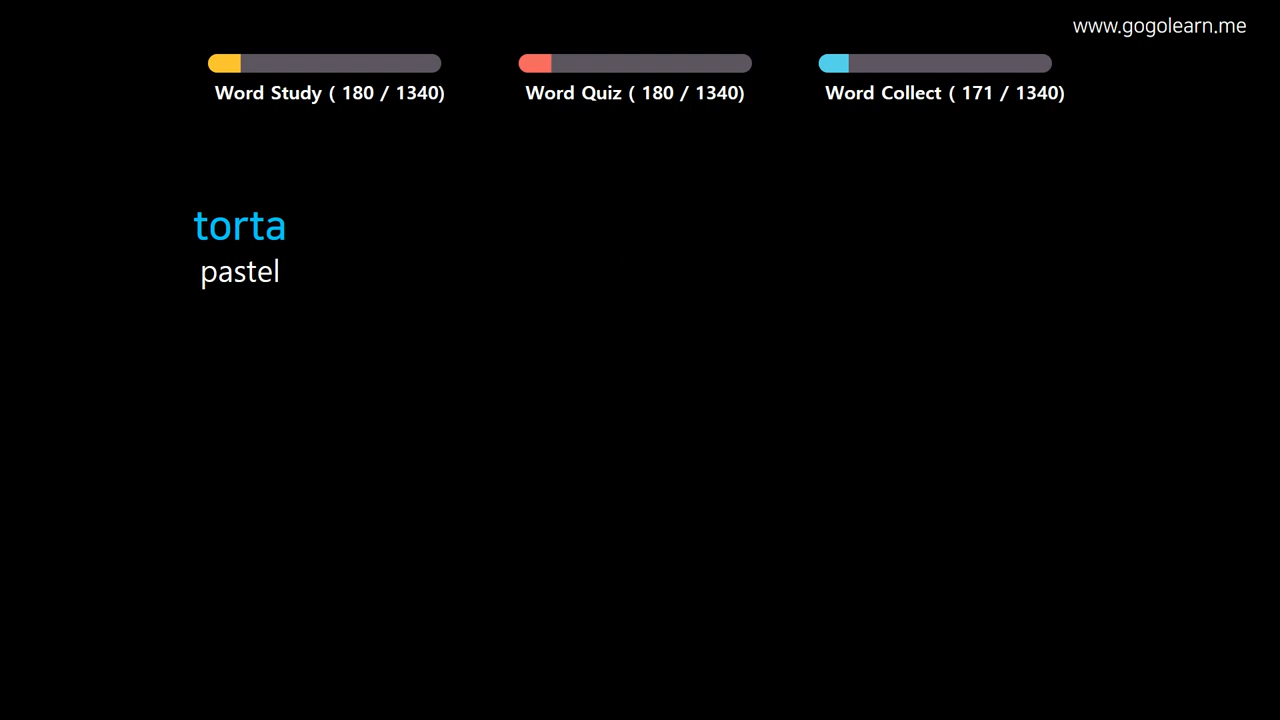 www.gogolearn.me
Word Study ( 180 / 1340)
Word Quiz ( 180 / 1340)
Word Collect ( 171 / 1340)
torta
pastel